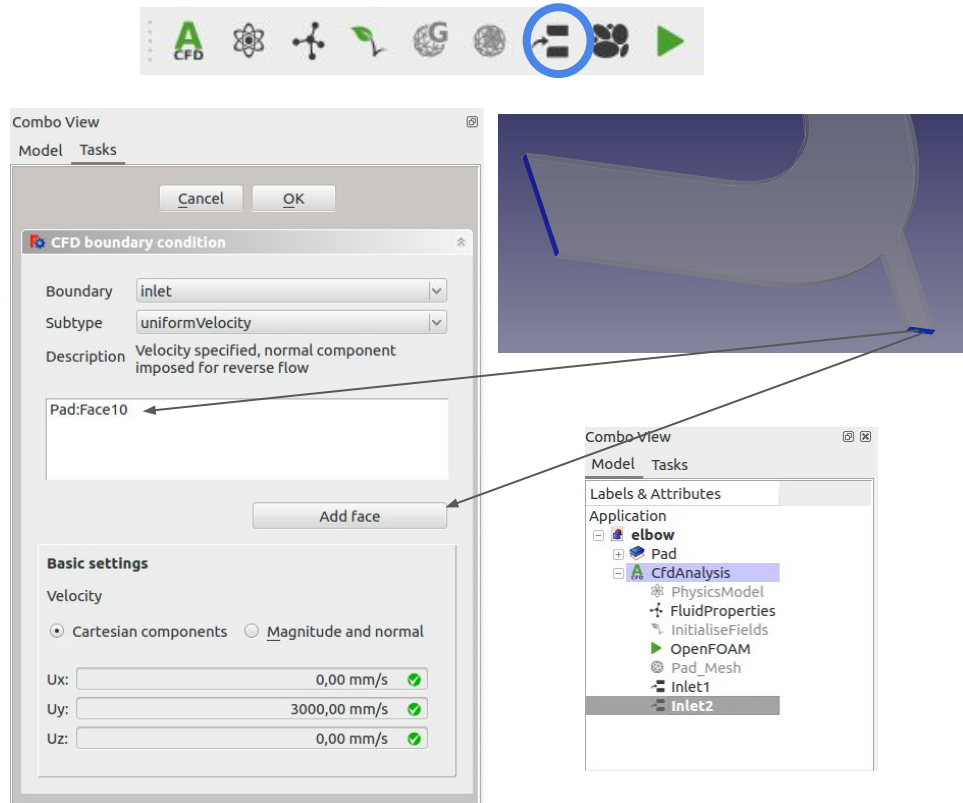 A
CFD
G
Combo View
Model Tasks
Cancel OK
CFD boundary condition
Boundary inlet
Subtype uniformVelocity
Description Velocity specified, normal component
imposed for reverse flow
Pad:Face10
Add face
Basic settings
Velocity
Cartesian components Magnitude and normal
Ux: 0,00 mm/s
Uy: 3000,00 mm/s
Uz: 0,00 mm/s
Combo View
Model Tasks
Labels & Attributes
Application
elbow
Pad
A CFD CfdAnalysis
PhysicsModel
FluidProperties
InitialiseFields
OpenFOAM
Pad_Mesh
Inlet1
Inlet2